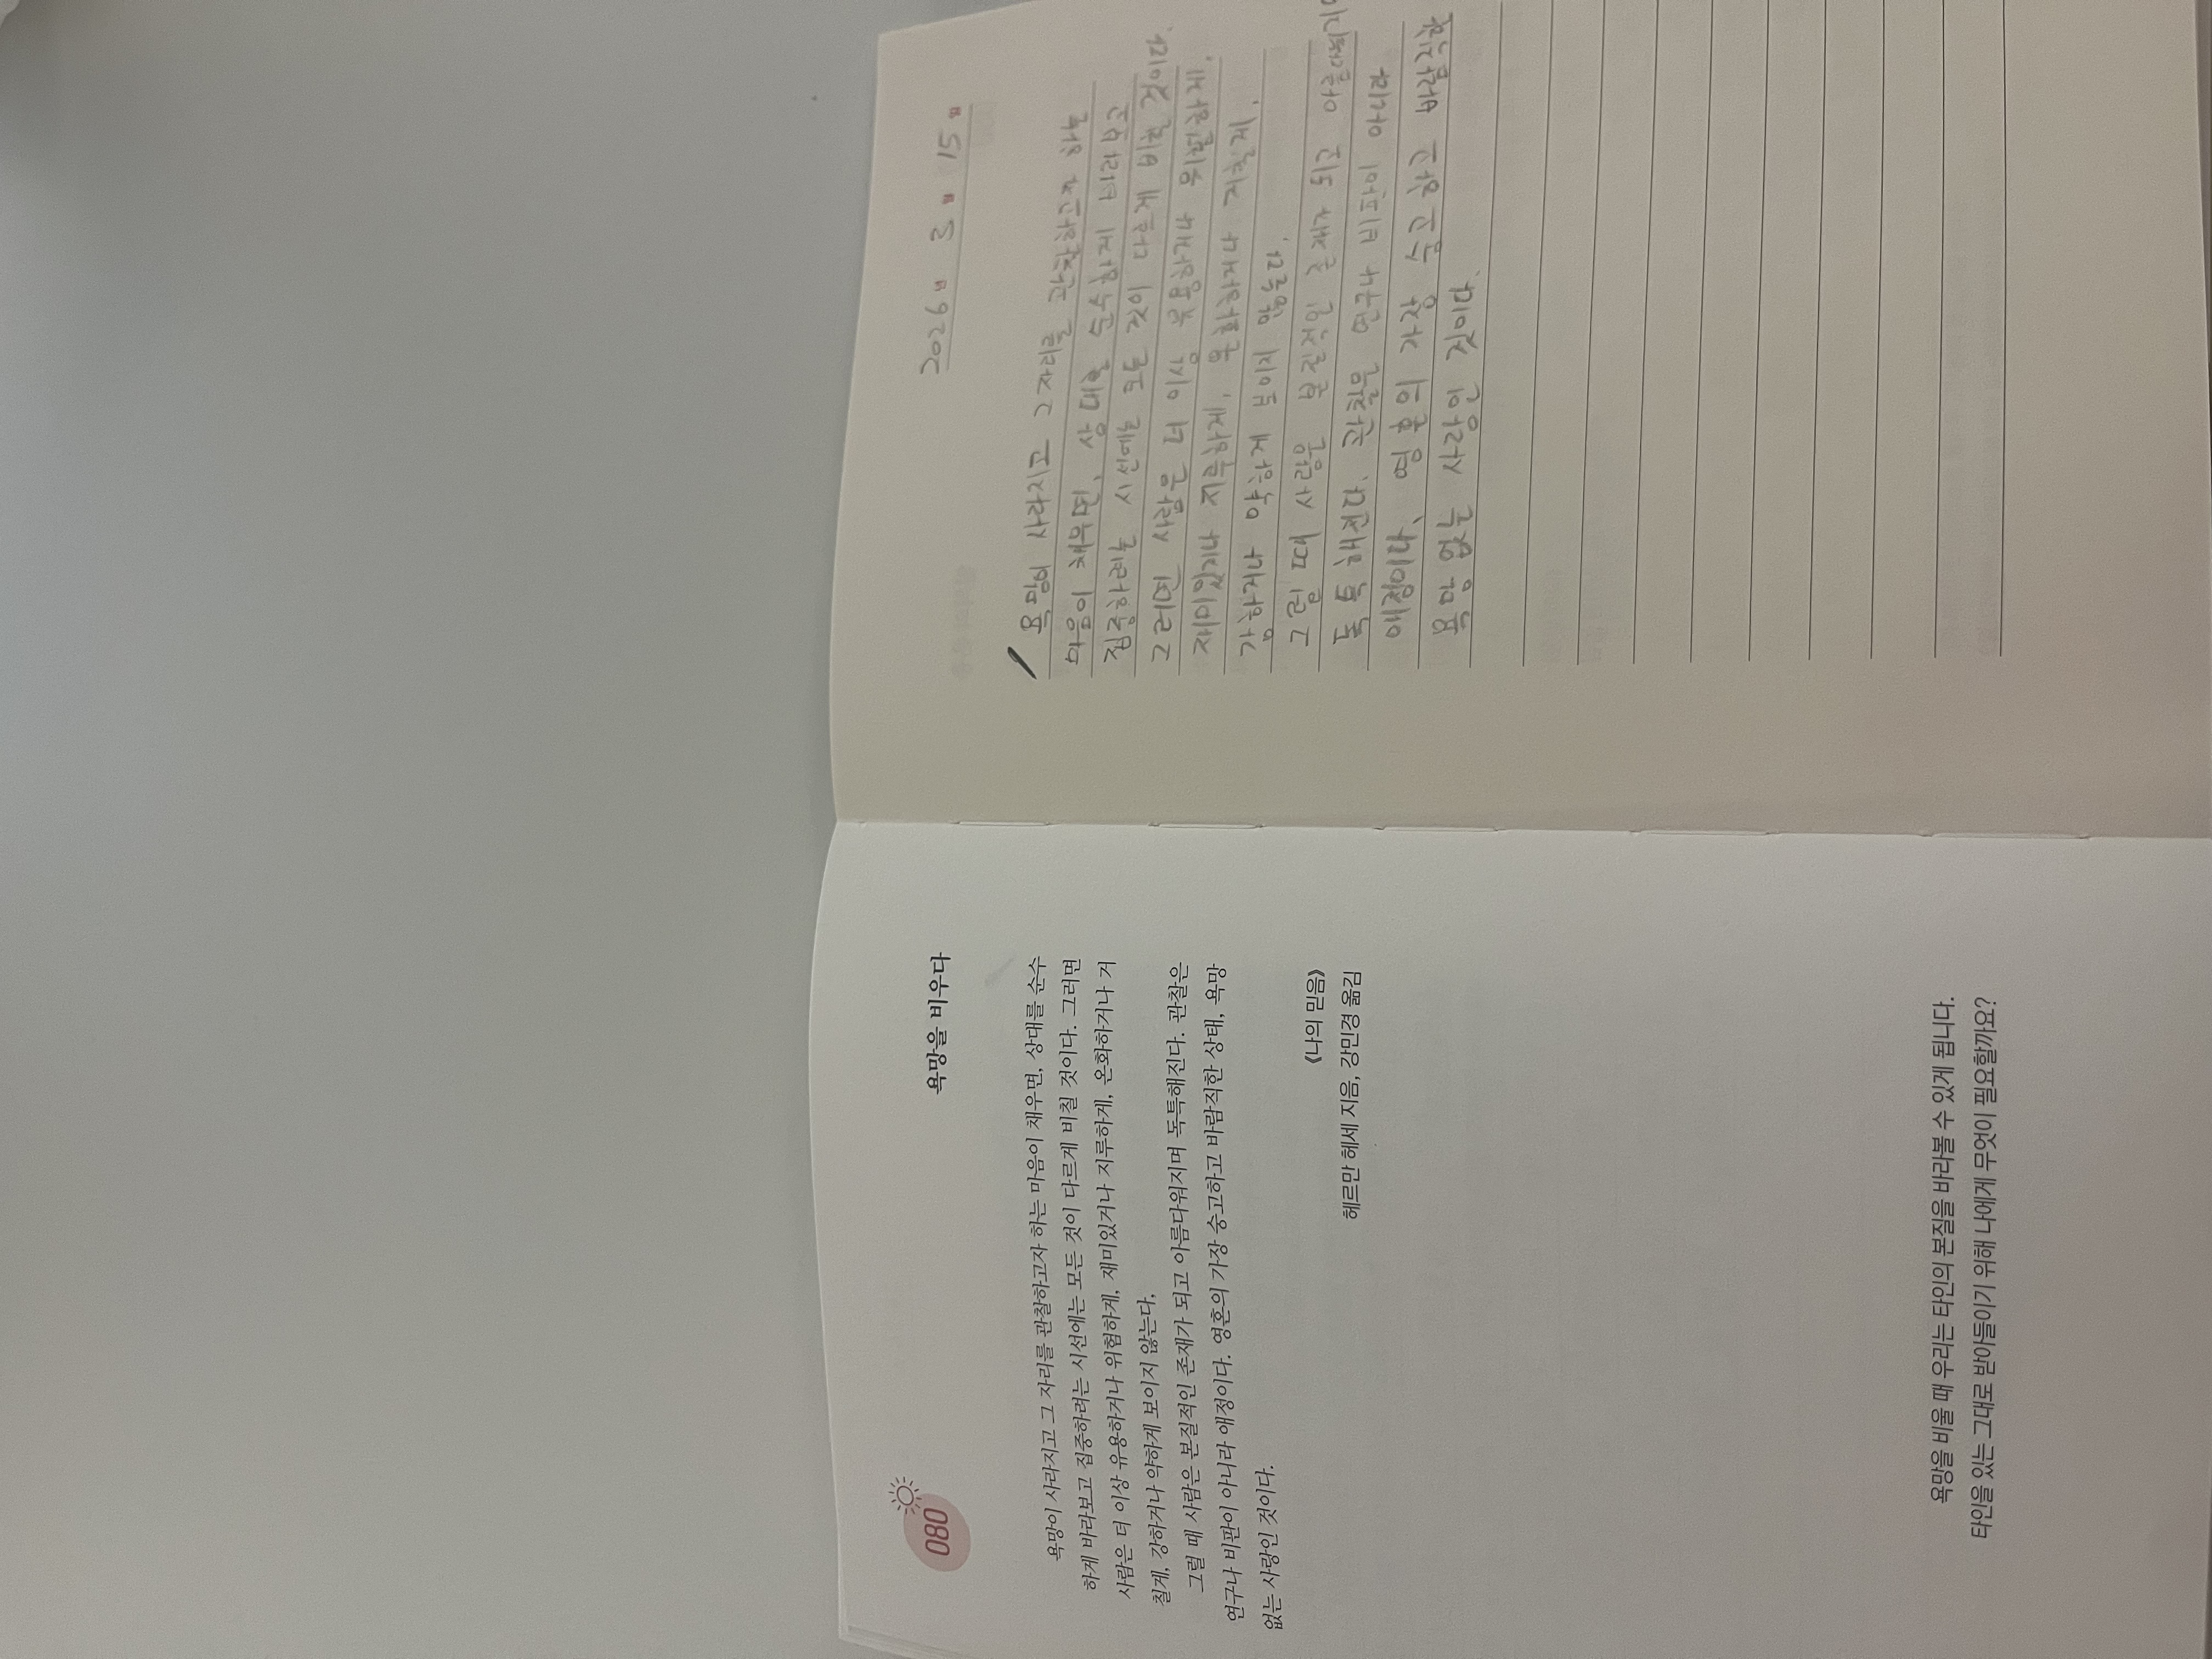 080
욕망을 비우다
욕망이 사라지고 그 자리를 관찰하고자 하는 마음이 채우면, 상대를 순수
하게 바라보고 집중하려는 시선에는 모든 것이 다르게 비칠 것이다. 그러면
사람은 더 이상 유용하거나 위험하게, 재미있거나 지루하게, 온화하거나 거
칠게, 강하거나 약하게 보이지 않는다.
그럴 때 사람은 본질적인 존재가 되고 아름다워지며 독특해진다. 관찰은
연구나 비판이 아니라 애정이다. 영혼의 가장 숭고하고 바람직한 상태, 욕망
없는 사랑인 것이다.
《나의 믿음》
헤르만 헤세 지음, 강민경 옮김
욕망을 비울 때 우리는 타인의 본질을 바라볼 수 있게 됩니다.
타인을 있는 그대로 받아들이기 위해 나에게 무엇이 필요할까요?
2026년 3월 15일
욕망이 사라지고 그 자리를 관찰하고자 하
마음이 채우면, 상대를 순수하게 바라보고
집중하려는 시선에는 모든 것이 다르게 비칠 것이다.
그러면 사람은 더 이상 유용하거나 위험하게,
재미있거나 지루하게, 온화하거나 거칠게,
강하거나 약하게 보이지 않는다.
그럴 때 사람은 본질적인 존재가 되고 아름다워지
독특해진다. 관찰은 연구나 비판이 아니라
애정이다. 영혼의 가장 숭고하고 바람직한
욕망 없는 사랑인 것이다.